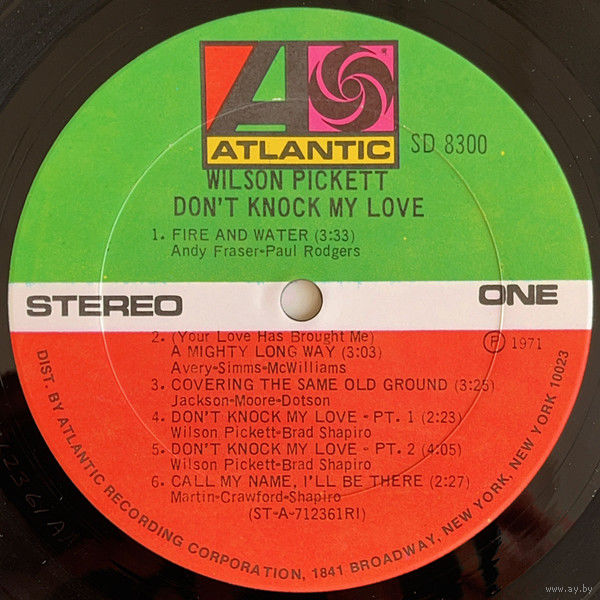 ATLANTIC
SD 8300
WILSON PICKETT
DON'T KNOCK MY LOVE
1. FIRE AND WATER (3:33)
Andy Fraser-Paul Rodgers
STEREO
ONE
2. (Your Love Has Brought Me)
A MIGHTY LONG WAY (3:03)
Avery-Simms-McWilliams
Ⓟ 1971
3. COVERING THE SAME OLD GROUND (3:25)
Jackson-Moore-Dotson
4. DON'T KNOCK MY LOVE - PT. 1 (2:23)
Wilson Pickett-Brad Shapiro
5. DON'T KNOCK MY LOVE - PT. 2 (4:05)
Wilson Pickett-Brad Shapiro
6. CALL MY NAME, I'LL BE THERE (2:27)
Martin-Crawford-Shapiro
(ST-A-712361RI)
DIST. BY ATLANTIC RECORDING CORPORATION, 1841 BROADWAY, NEW YORK, NEW YORK 10023
www.ay.by